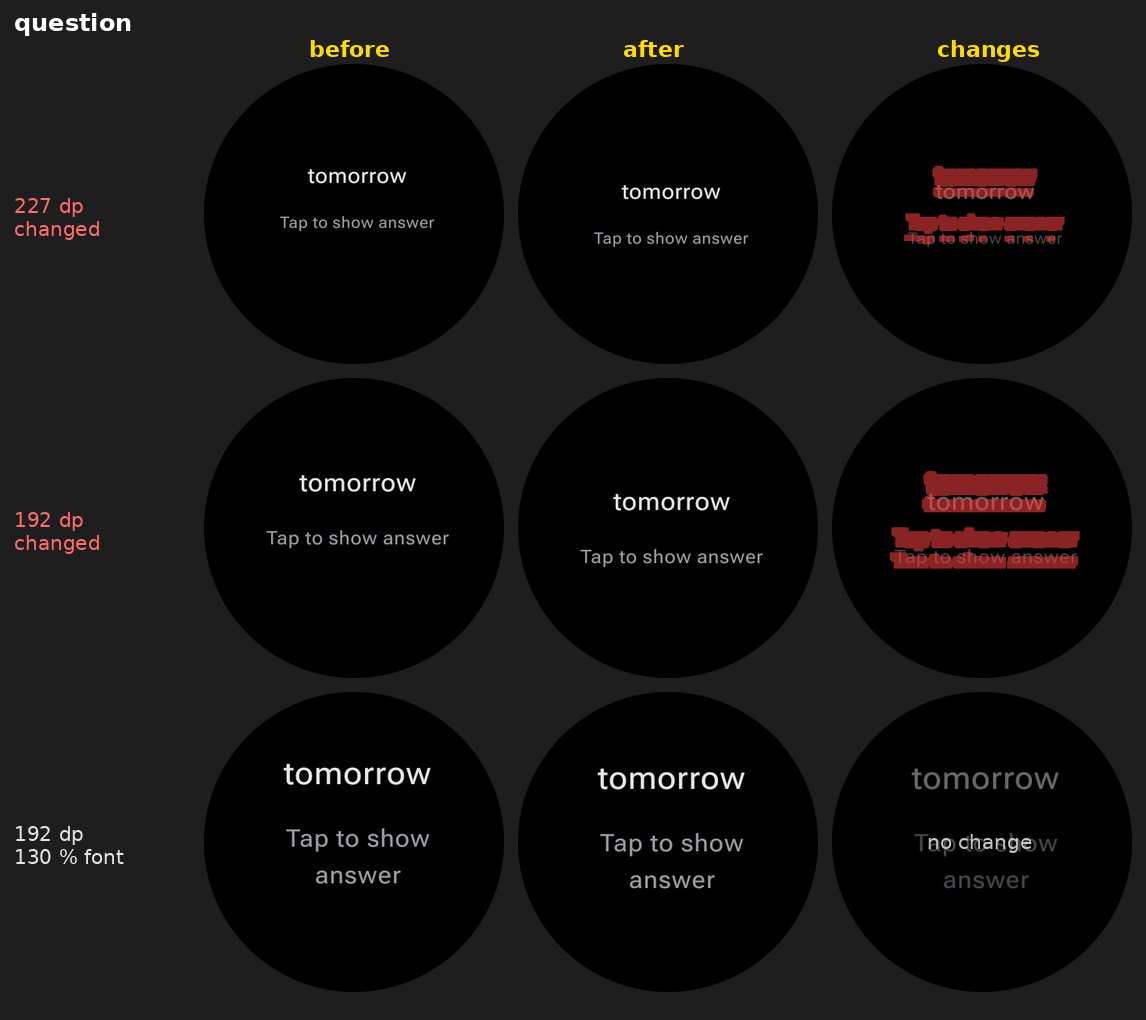 question
before after changes
227 dp
changed
tomorrow
Tap to show answer
tomorrow
Tap to show answer
tomorrow
Tap to show answer
192 dp
changed
tomorrow
Tap to show answer
tomorrow
Tap to show answer
tomorrow
Tap to show answer
192 dp
130 % font
tomorrow
Tap to show
answer
tomorrow
Tap to show
answer
tomorrow
Tap to show
no change
answer